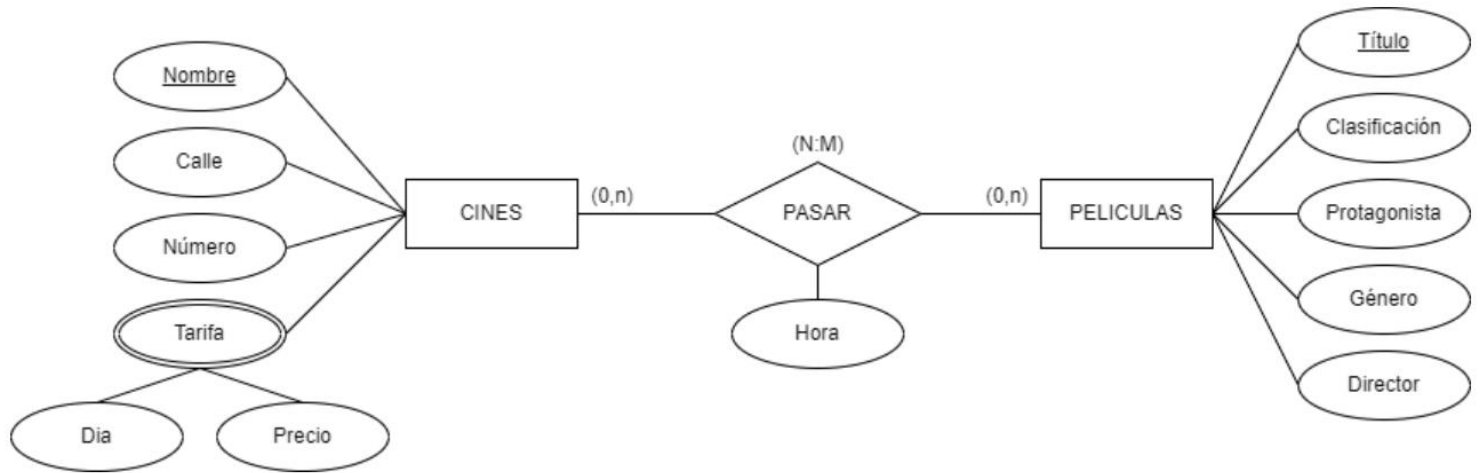 Nombre
Calle
Número
Tarifa
Dia
Precio
CINES
(0,n)
(N:M)
PASAR
Hora
(0,n)
PELICULAS
Título
Clasificación
Protagonista
Género
Director